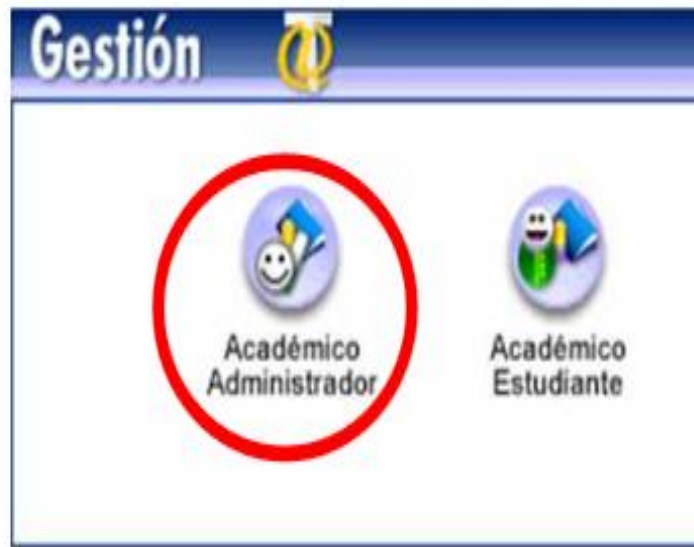 Gestión
Académico
Administrador
Académico
Estudiante